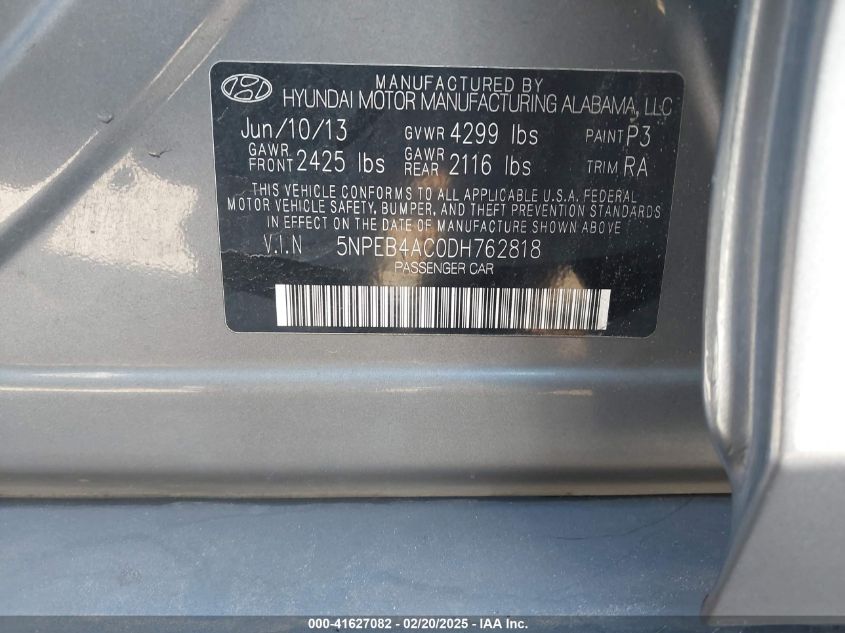 MANUFACTURED BY
HYUNDAI MOTOR MANUFACTURING ALABAMA, LLC
Jun/10/13 GVWR 4299 lbs PAINT P3
GAWR FRONT 2425 lbs GAWR REAR 2116 lbs TRIM RA
THIS VEHICLE CONFORMS TO ALL APPLICABLE U.S.A. FEDERAL
MOTOR VEHICLE SAFETY, BUMPER, AND THEFT PREVENTION STANDARDS
IN EFFECT ON THE DATE OF MANUFACTURE SHOWN ABOVE
V.I.N 5NPEB4AC0DH762818
PASSENGER CAR
000-41627082 - 02/20/2025 - IAA Inc.